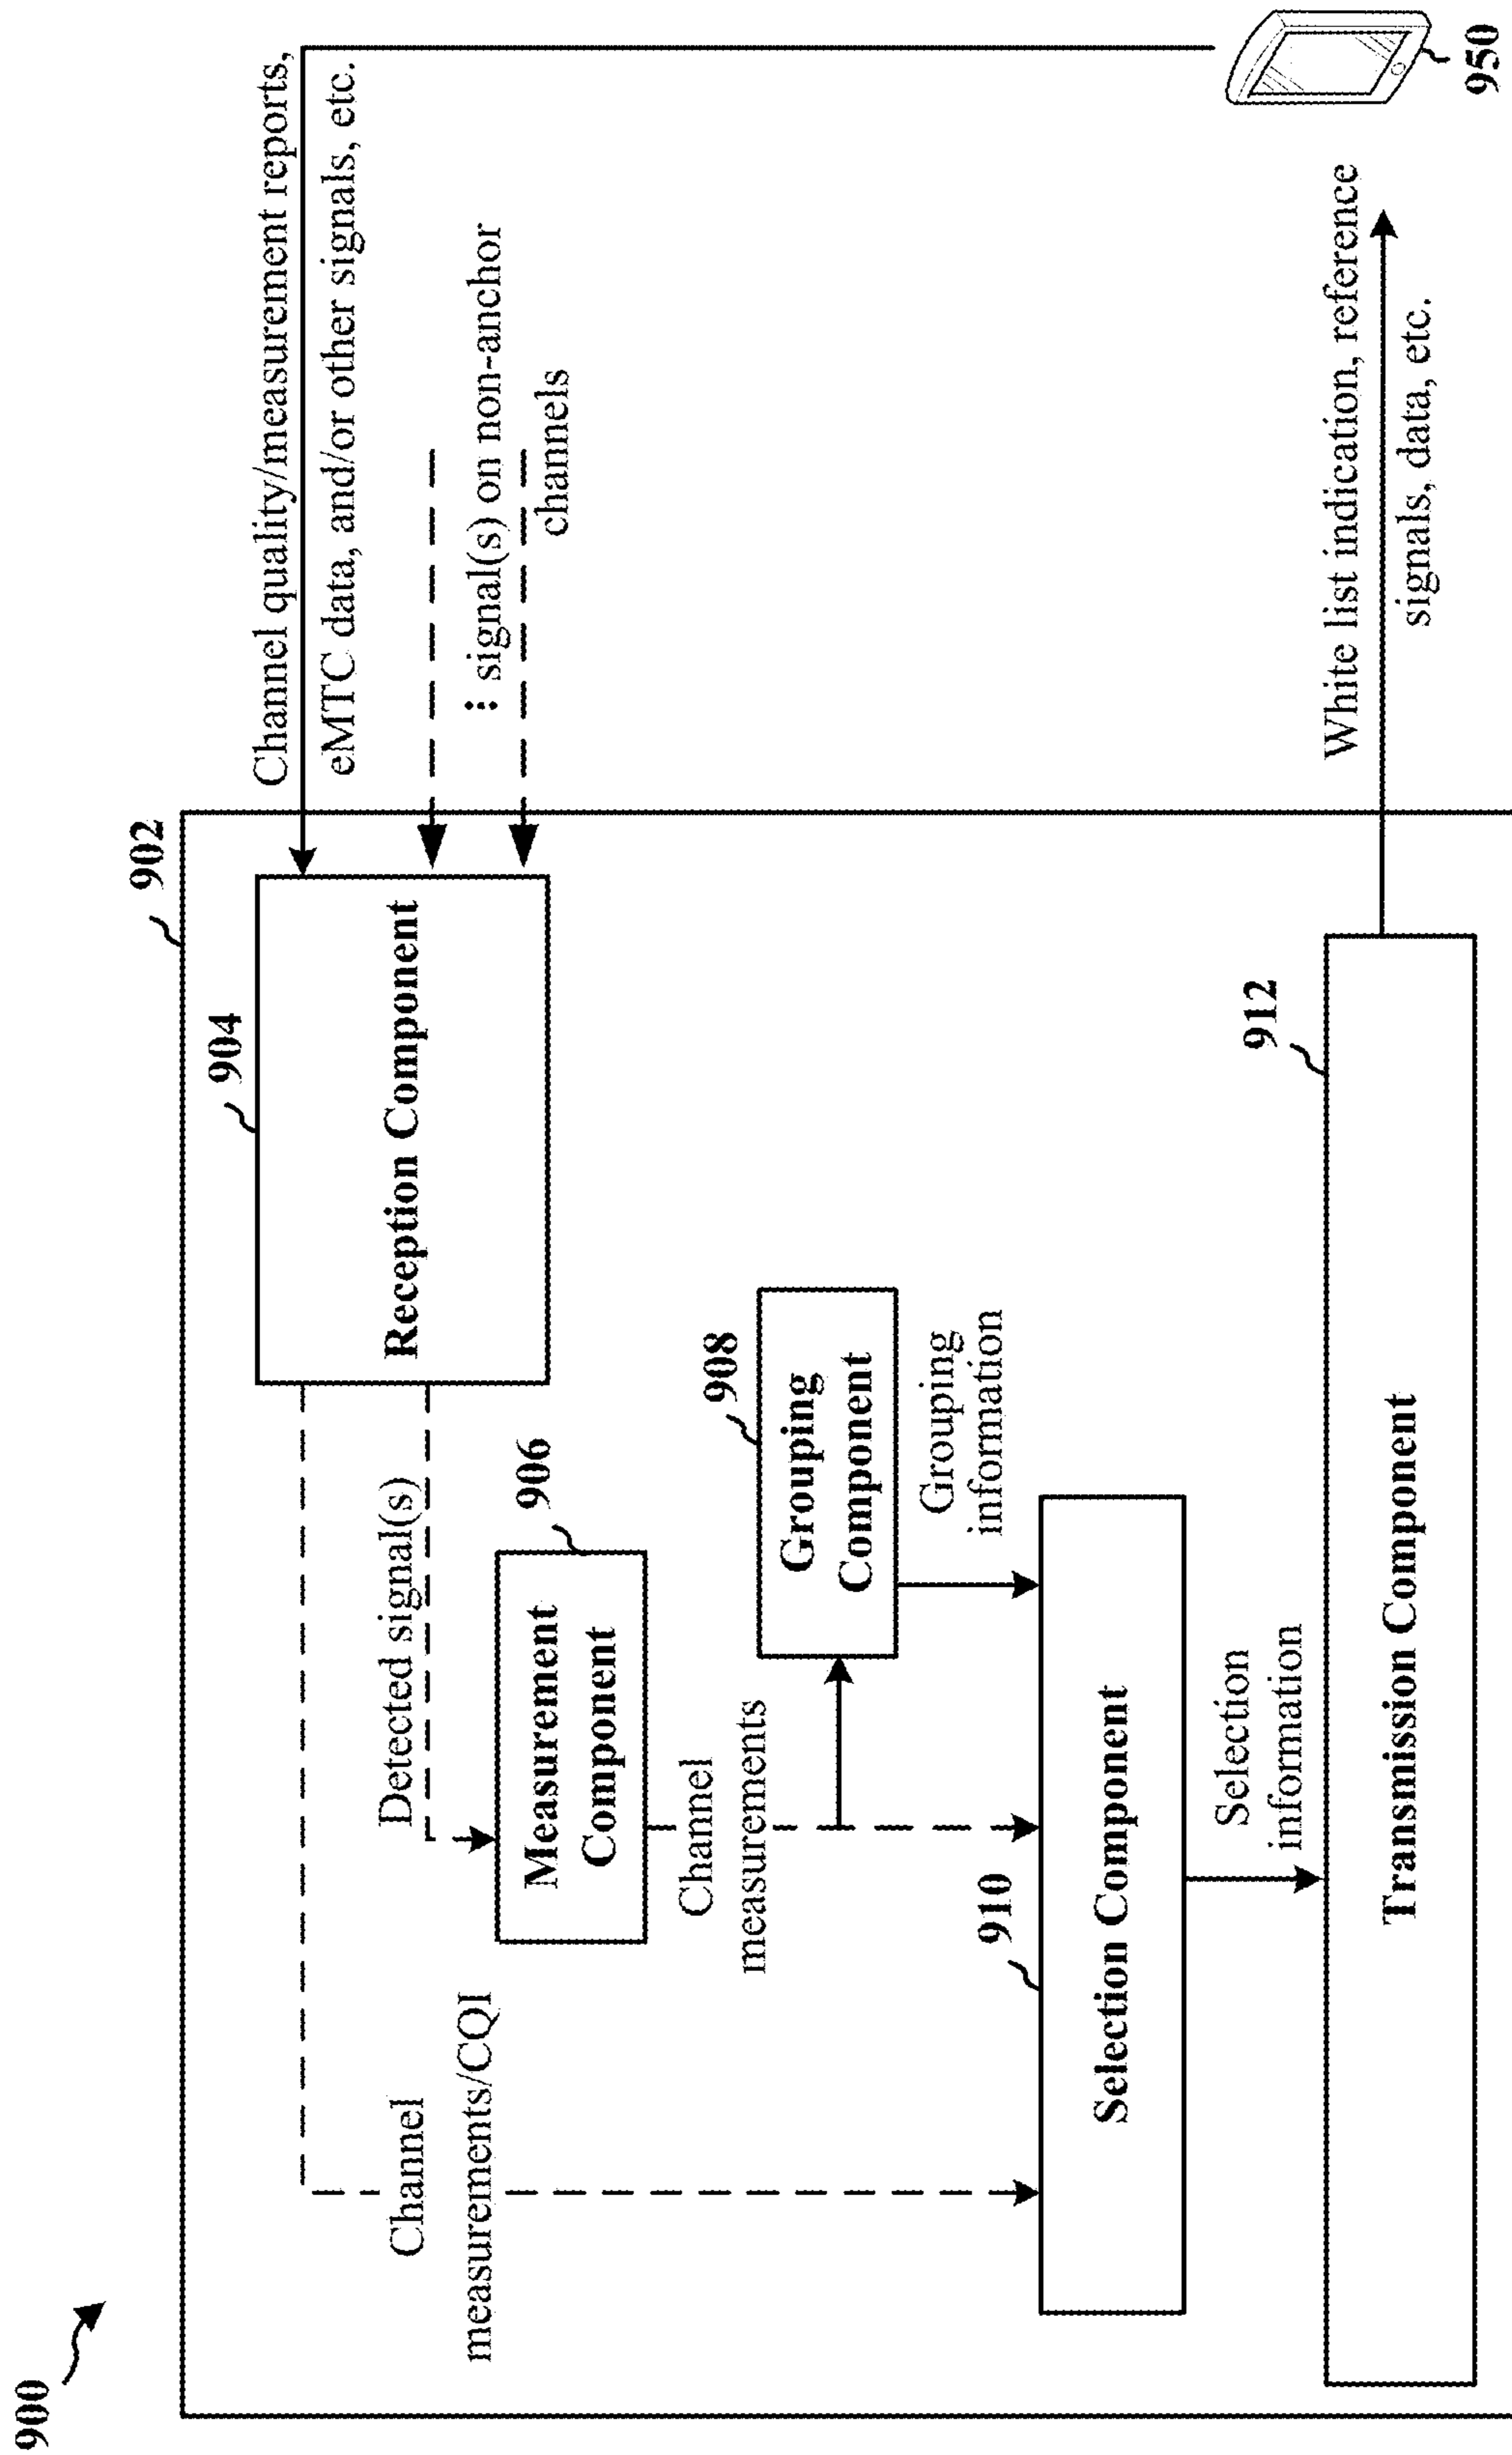 900
902
904
Reception Component
Channel quality/measurement reports,
eMTC data, and/or other signals, etc.
signal(s) on non-anchor
channels
Detected signal(s)
906
Measurement
Component
Channel
measurements/CQI
Channel
measurements
908
Grouping
Component
Grouping
information
910
Selection Component
Selection
information
912
Transmission Component
White list indication, reference
signals, data, etc.
950